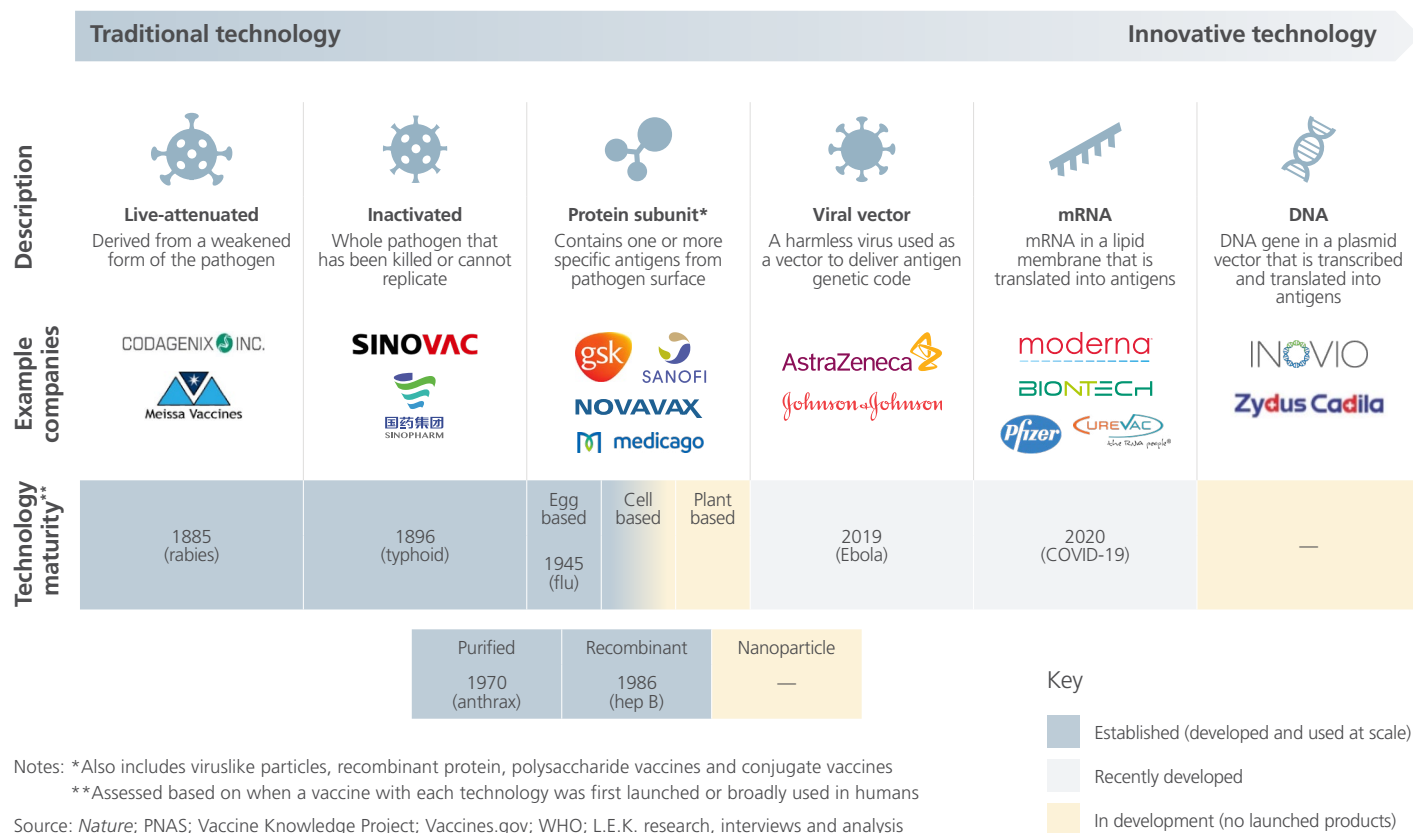 Traditional technology
Innovative technology
Description
Live-attenuated
Derived from a weakened
form of the pathogen
Inactivated
Whole pathogen that
has been killed or cannot
replicate
Protein subunit*
Contains one or more
specific antigens from
pathogen surface
Viral vector
A harmless virus used as
a vector to deliver antigen
genetic code
mRNA
mRNA in a lipid
membrane that is
translated into antigens
DNA
DNA gene in a plasmid
vector that is transcribed
and translated into
antigens
Example
companies
CODAGENIX INC.
Meissa Vaccines
SINOVAC
国药集团
SINOPHARM
gsk
SANOFI
NOVAVAX
medicago
AstraZeneca
Johnson&Johnson
moderna
BIONTECH
Pfizer
CUREVAC
the RNA people®
INOVIO
Zydus Cadila
Technology
maturity**
1885
(rabies)
1896
(typhoid)
Egg
based
1945
(flu)
Cell
based
Plant
based
2019
(Ebola)
2020
(COVID-19)
—
Purified
1970
(anthrax)
Recombinant
1986
(hep B)
Nanoparticle
—
Key
Established (developed and used at scale)
Recently developed
In development (no launched products)
Notes: *Also includes viruslike particles, recombinant protein, polysaccharide vaccines and conjugate vaccines
**Assessed based on when a vaccine with each technology was first launched or broadly used in humans
Source: Nature; PNAS; Vaccine Knowledge Project; Vaccines.gov; WHO; L.E.K. research, interviews and analysis